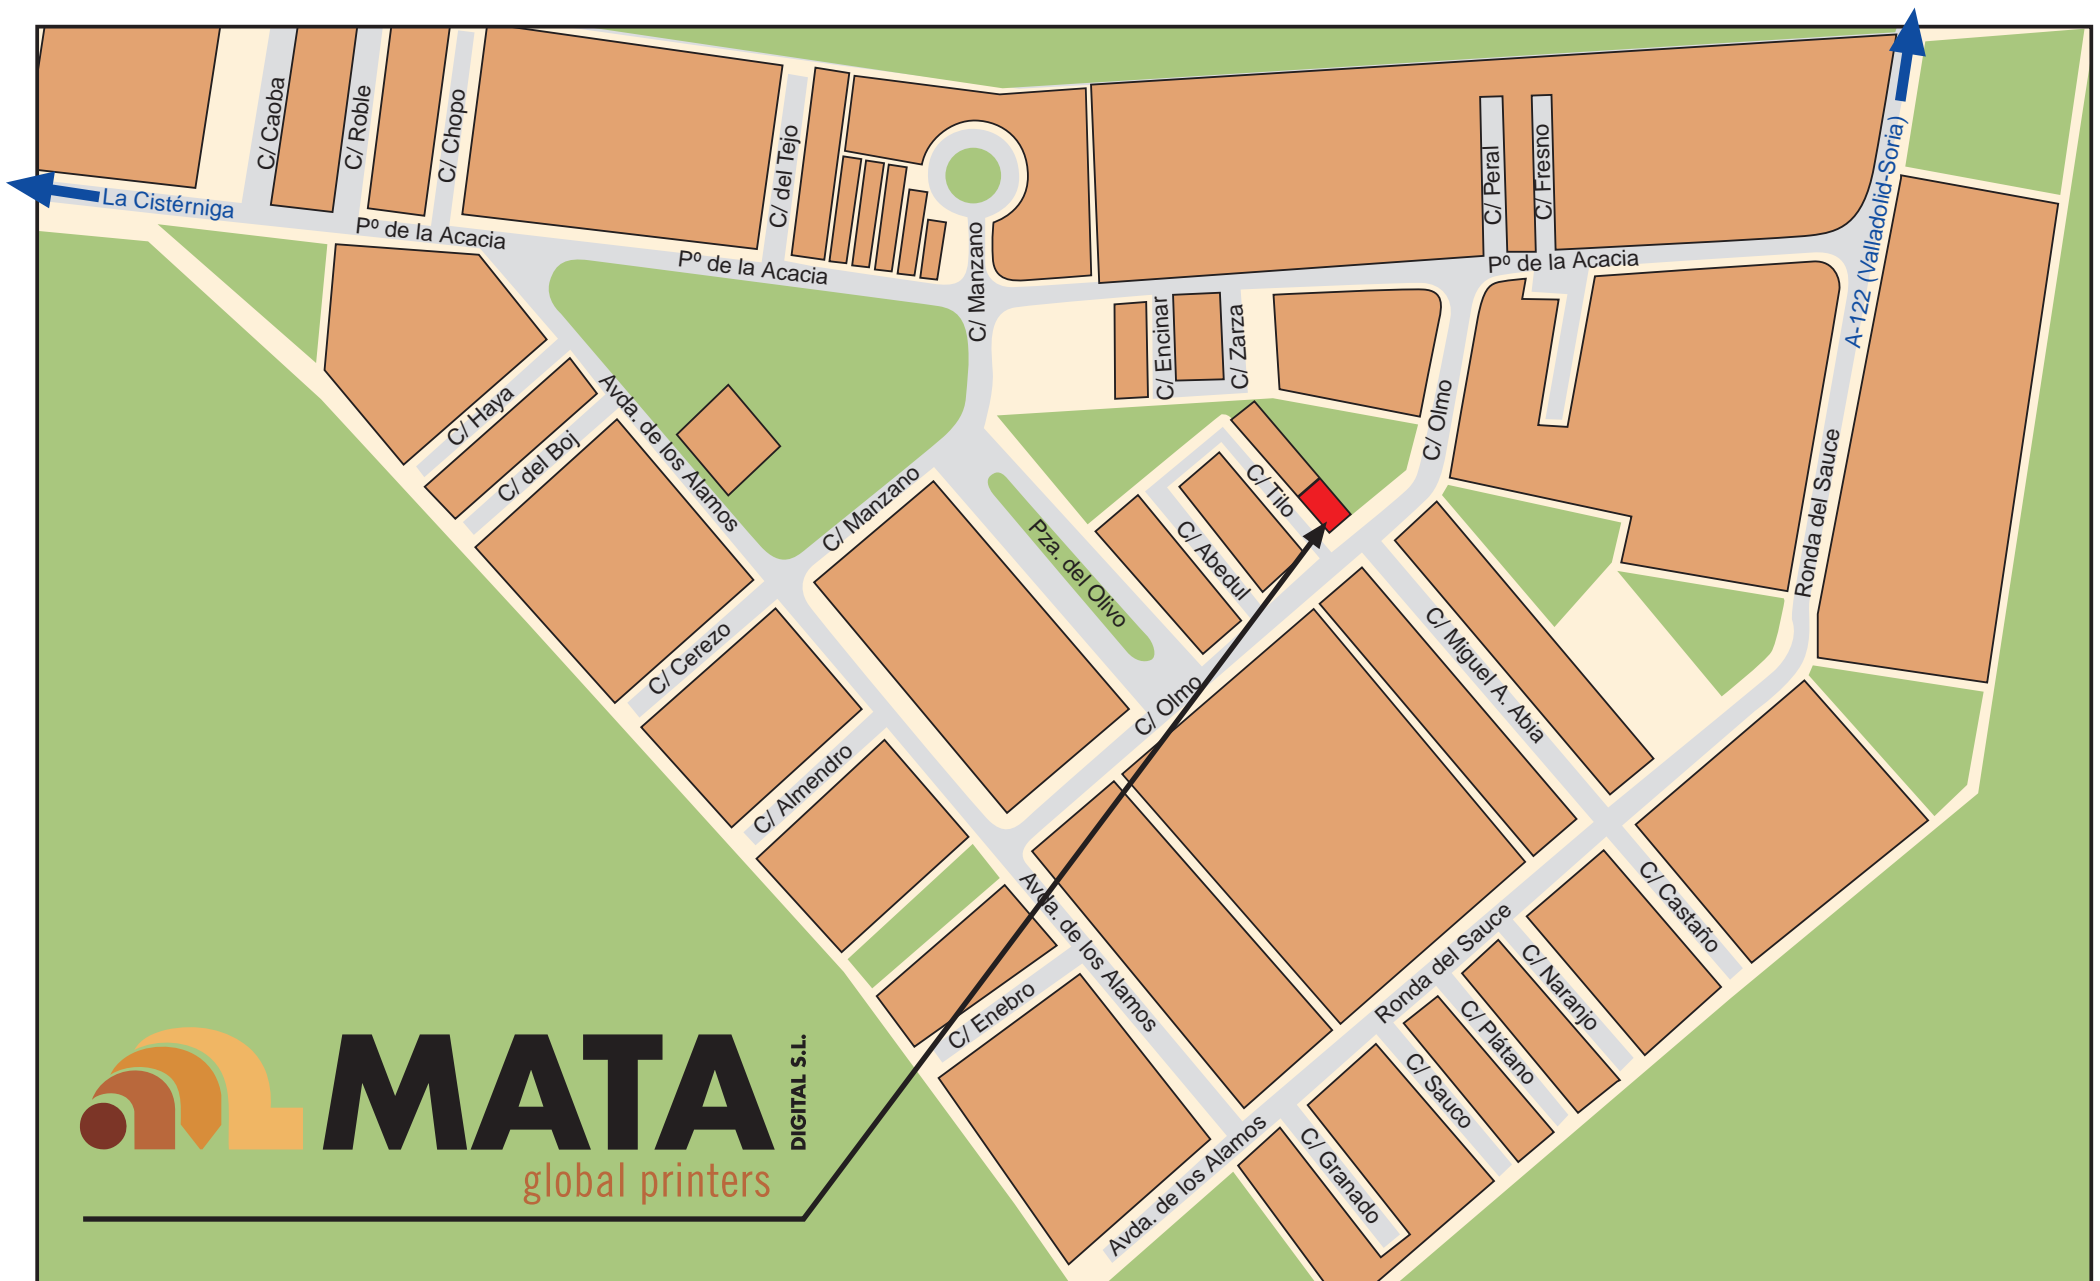 C/ Caoba
C/ Roble
C/ Chopo
C/ del Tejo
C/ Peral
C/ Fresno
A-122 (Valladolid-Soria)
La Cistérniga
Pº de la Acacia
Pº de la Acacia
C/ Manzano
Pº de la Acacia
C/ Encinar
C/ Zarza
C/ Haya
C/ del Boj
Avda. de los Alamos
C/ Olmo
C/ Manzano
C/ Tilo
C/ Abedul
Pza. del Olivo
Ronda del Sauce
C/ Cerezo
C/ Olmo
C/ Miguel A. Abia
C/ Almendro
Avda. de los Alamos
C/ Castaño
Ronda del Sauce
C/ Naranjo
C/ Enebro
C/ Plátano
C/ Sauco
C/ Granado
Avda. de los Alamos
MATA
DIGITAL S.L.
global printers